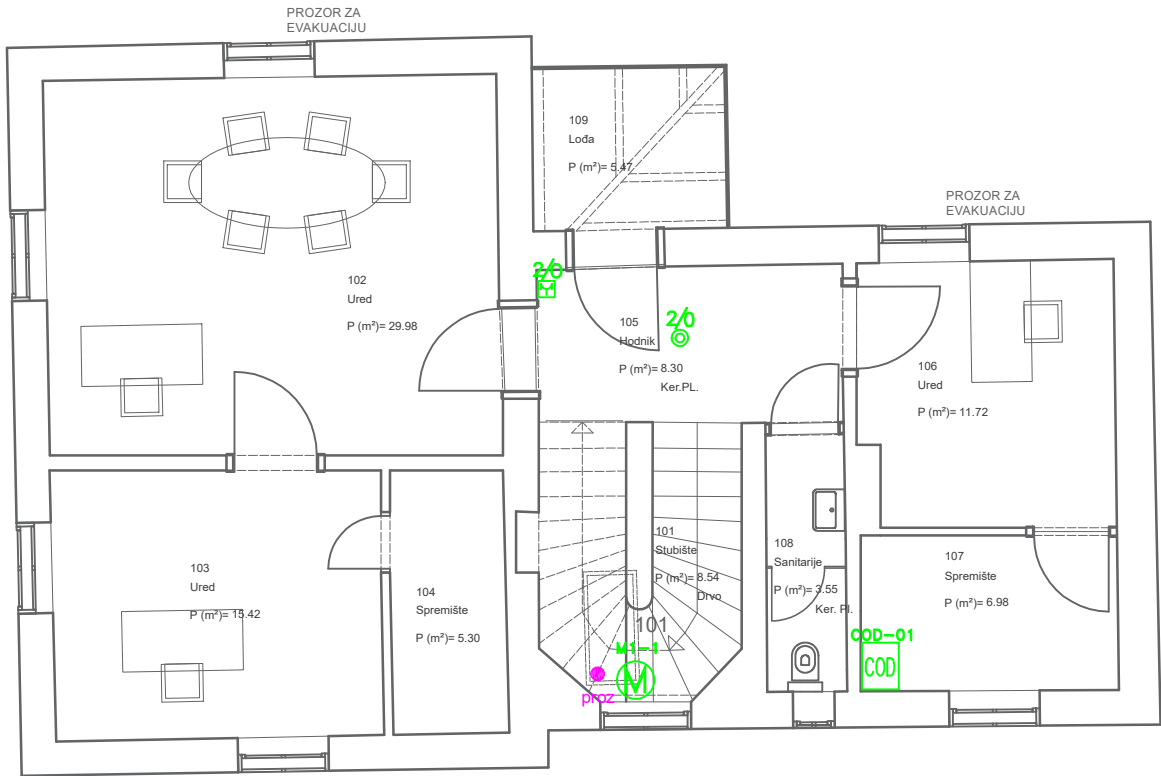 PROZOR ZA
EVAKUACIJU
109
Lođa
P (m²)= 5.47
PROZOR ZA
EVAKUACIJU
102
Ured
P (m²)= 29.98
2/0
2/0
105
Hodnik
P (m²)= 8.30
Ker.PL.
106
Ured
P (m²)= 11.72
101
Stubište
P (m²)= 8.54
Drvo
108
Sanitarije
P (m²)= 3.55
Ker. Pl.
107
Spremište
P (m²)= 6.98
103
Ured
P (m²)= 15.42
104
Spremište
P (m²)= 5.30
101
M1-1
M
proz
COD-01
COD